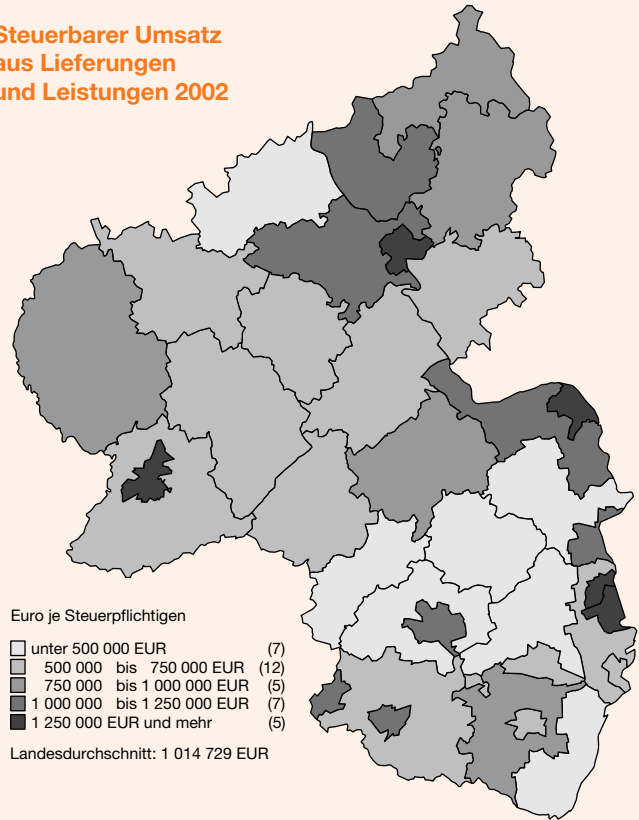 Steuerbarer Umsatz
aus Lieferungen
und Leistungen 2002
Euro je Steuerpflichtigen
unter 500 000 EUR (7)
500 000 bis 750 000 EUR (12)
750 000 bis 1 000 000 EUR (5)
1 000 000 bis 1 250 000 EUR (7)
1 250 000 EUR und mehr (5)
Landesdurchschnitt: 1 014 729 EUR